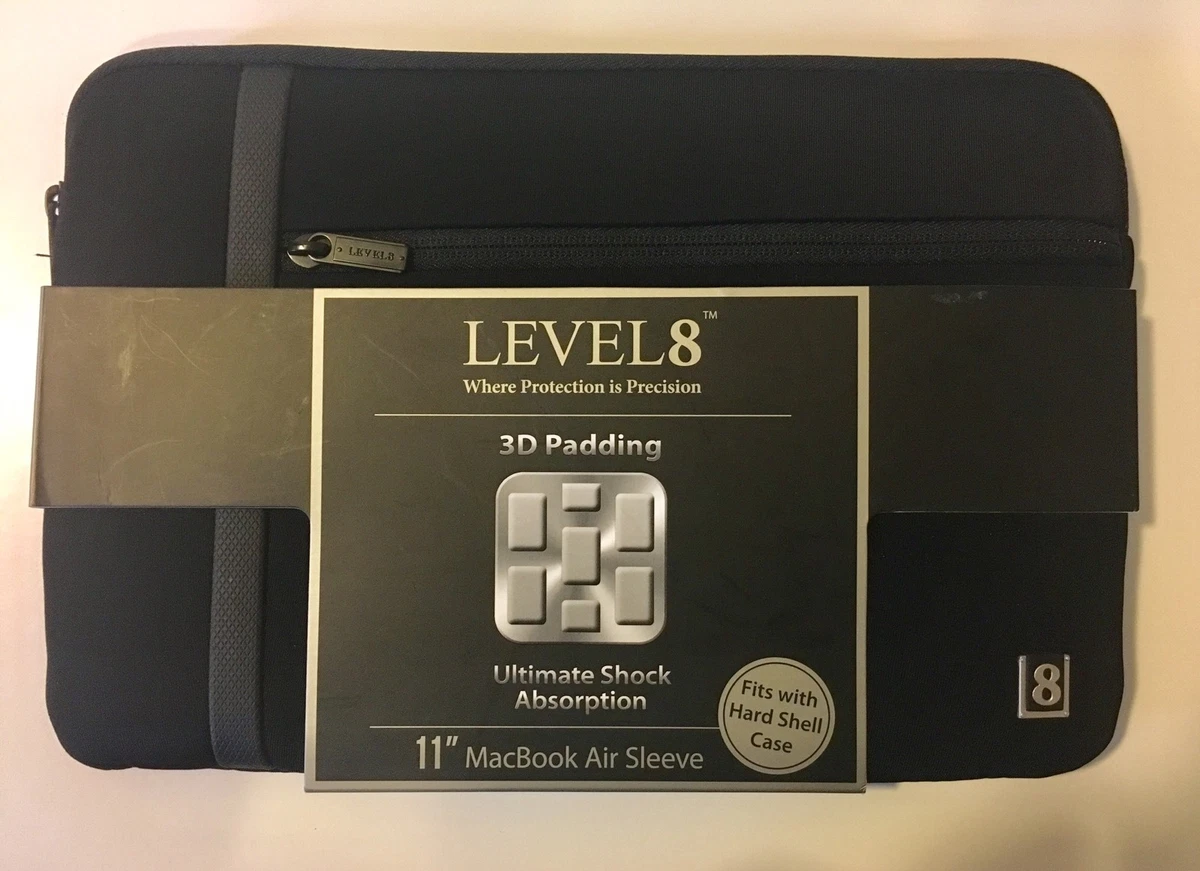 LEVEL8
LEVEL8™
Where Protection is Precision
3D Padding
Ultimate Shock
Absorption
Fits with
Hard Shell
Case
11" MacBook Air Sleeve
8